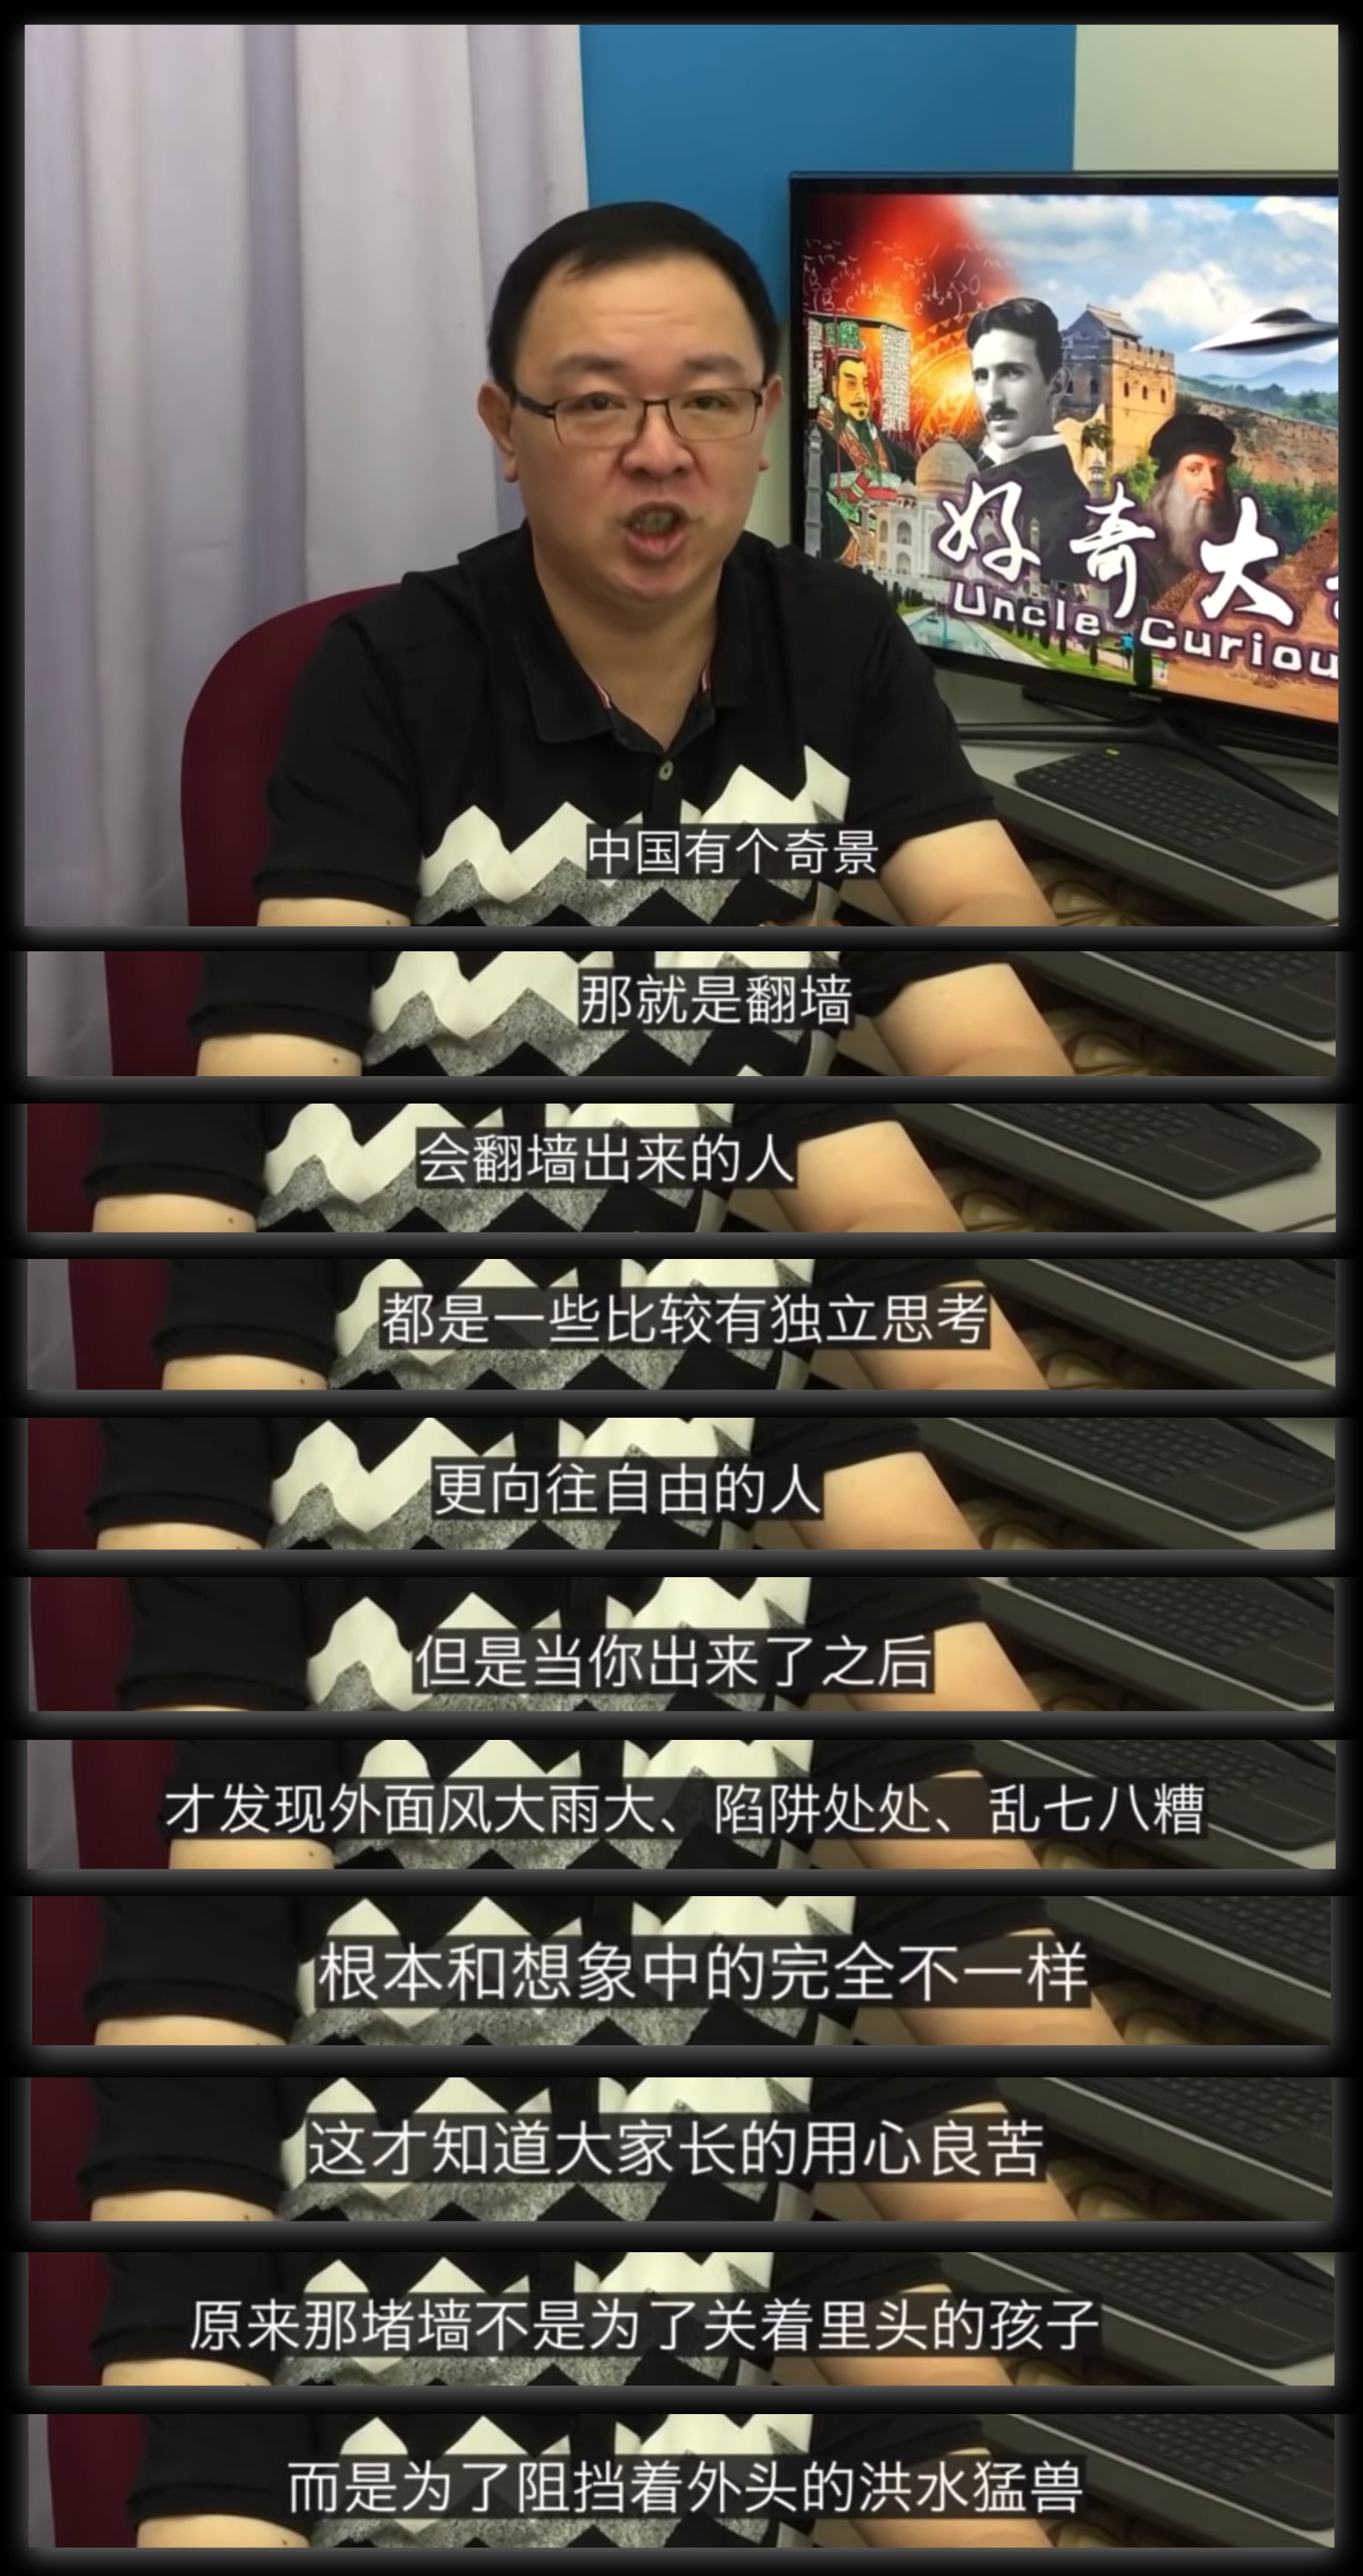 好奇大
Uncle Curiou
SAMSUNG
中国有个奇景
那就是翻墙
会翻墙出来的人
都是一些比较有独立思考
更向往自由的人
但是当你出来了之后
才发现外面风大雨大、陷阱处处、乱七八糟
根本和想象中的完全不一样
这才知道大家长的用心良苦
原来那堵墙不是为了关着里头的孩子
而是为了阻挡着外头的洪水猛兽